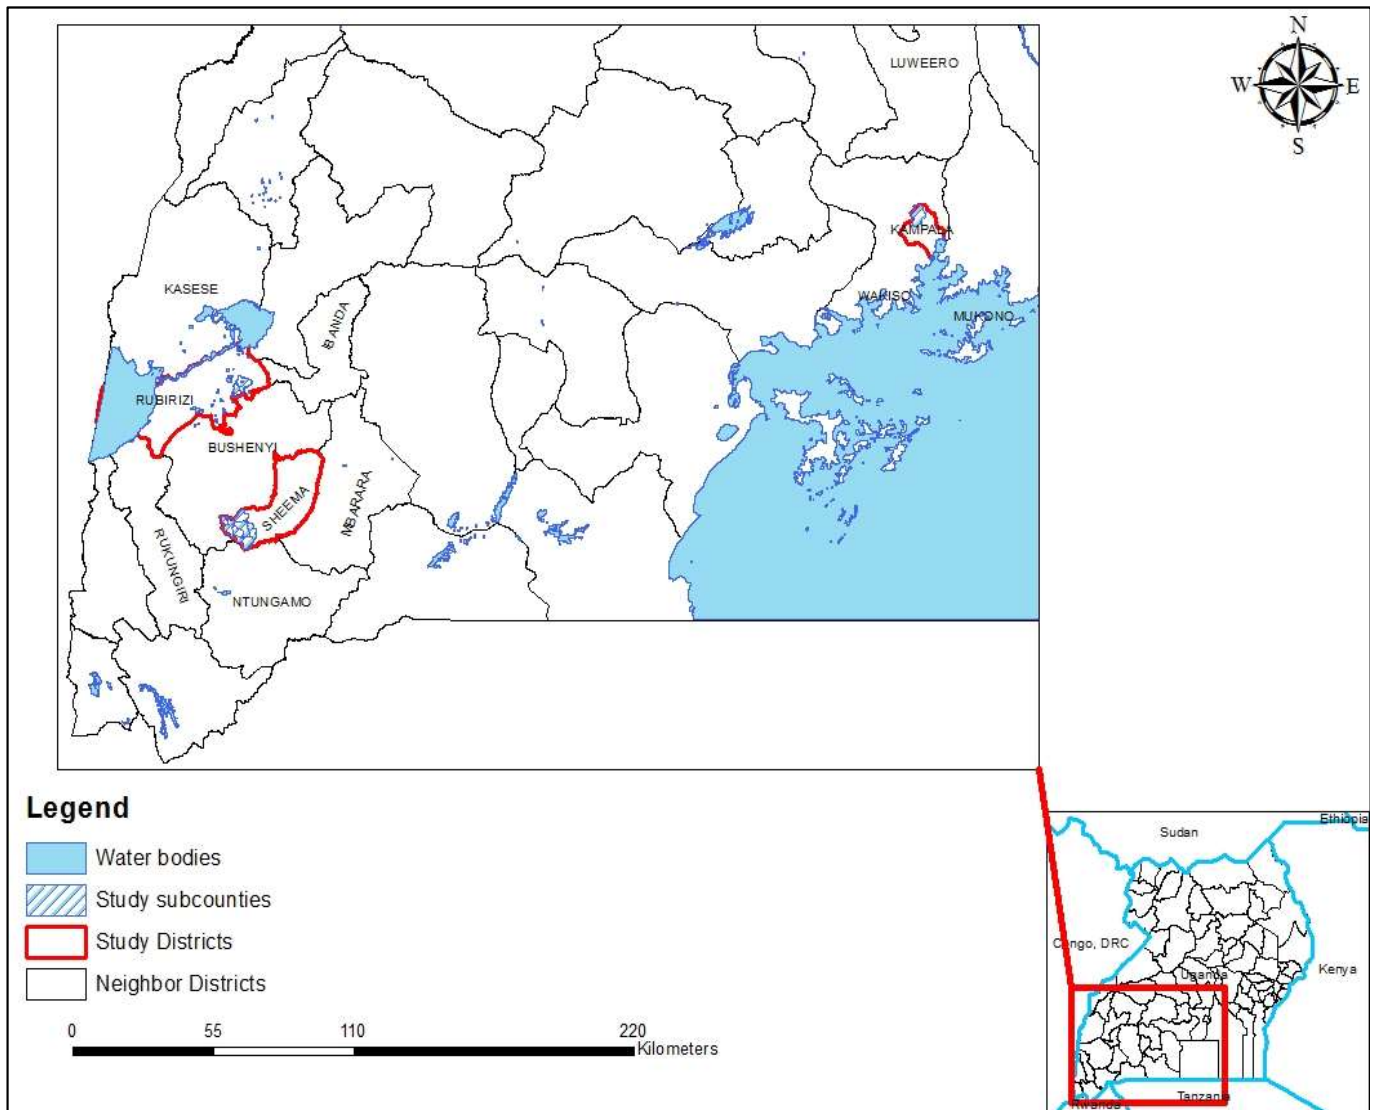 N
W
E
S
LUWEERO
KAMPALA
KASESE
WAKISO
MUKONO
IBANDA
RUBIRIZI
BUSHENYI
SHEEMA
MBARARA
RUKUNGIRI
NTUNGAMO
Legend
Water bodies
Study subcounties
Study Districts
Neighbor Districts
0 55 110 220
Kilometers
Ethiopia
Sudan
Congo, DRC
Uganda
Kenya
Tanzania
Rwanda